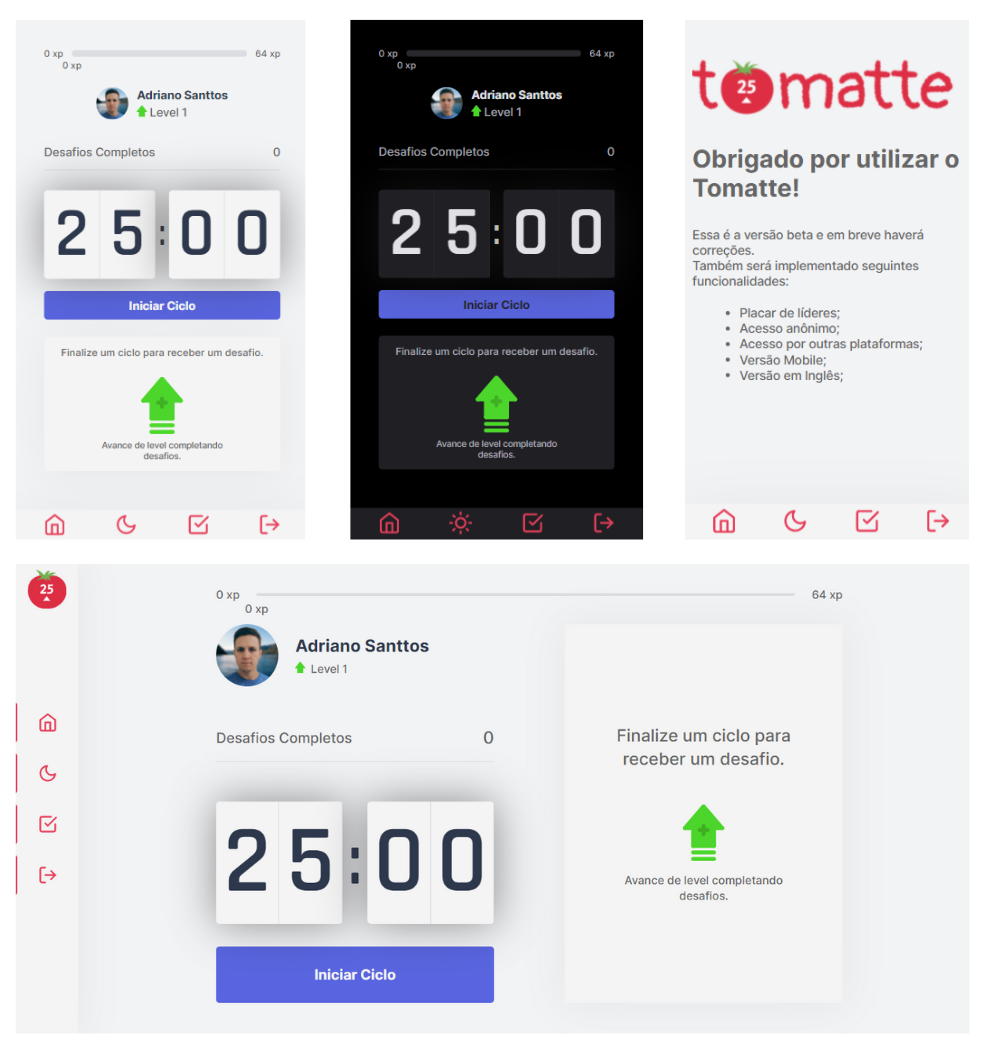 0 xp 64 xp
0 xp
Adriano Santtos
Level 1
Desafios Completos 0
25:00
Iniciar Ciclo
Finalize um ciclo para receber um desafio.
Avance de level completando
desafios.
0 xp 64 xp
0 xp
Adriano Santtos
Level 1
Desafios Completos 0
25:00
Iniciar Ciclo
Finalize um ciclo para receber um desafio.
Avance de level completando
desafios.
tomatte
25
Obrigado por utilizar o
Tomatte!
Essa é a versão beta e em breve haverá
correções.
Também será implementado seguintes
funcionalidades:
• Placar de líderes;
• Acesso anônimo;
• Acesso por outras plataformas;
• Versão Mobile;
• Versão em Inglês;
25
0 xp 64 xp
0 xp
Adriano Santtos
Level 1
Desafios Completos 0
25:00
Iniciar Ciclo
Finalize um ciclo para
receber um desafio.
Avance de level completando
desafios.